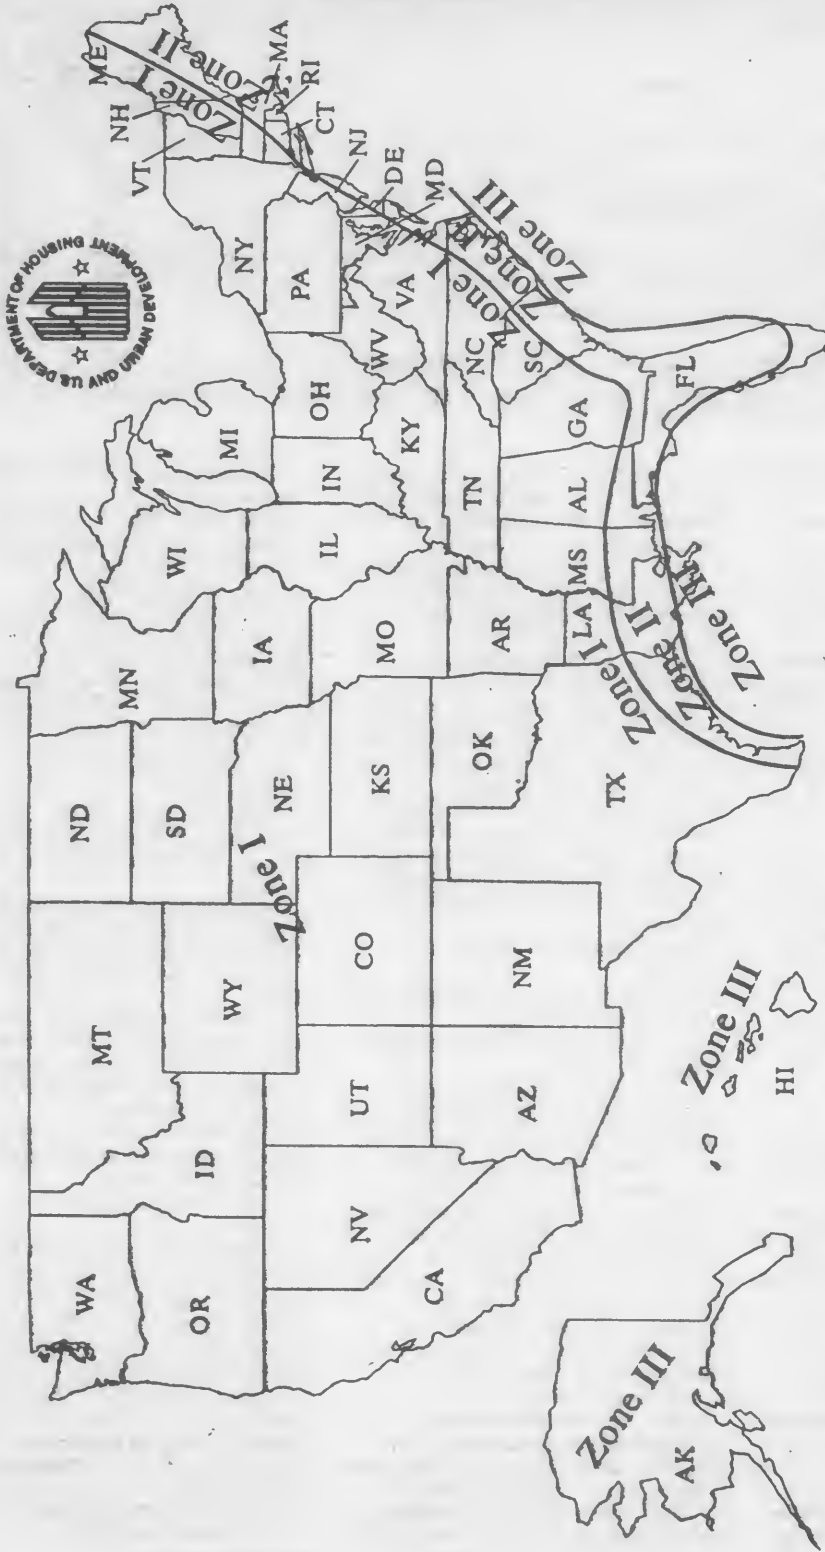 U.S. DEPARTMENT OF HOUSING AND URBAN DEVELOPMENT
WA
OR
CA
NV
ID
MT
WY
UT
AZ
CO
NM
ND
SD
NE
Zone I
KS
OK
TX
MN
IA
MO
AR
LA
WI
IL
MI
IN
OH
KY
TN
MS
AL
GA
FL
SC
NC
WV
VA
PA
NY
VT
NH
ME
MA
RI
CT
NJ
DE
MD
Zone I
Zone II
Zone I
Zone II
Zone III
Zone I
Zone II
Zone III
Zone III
AK
Zone III
HI